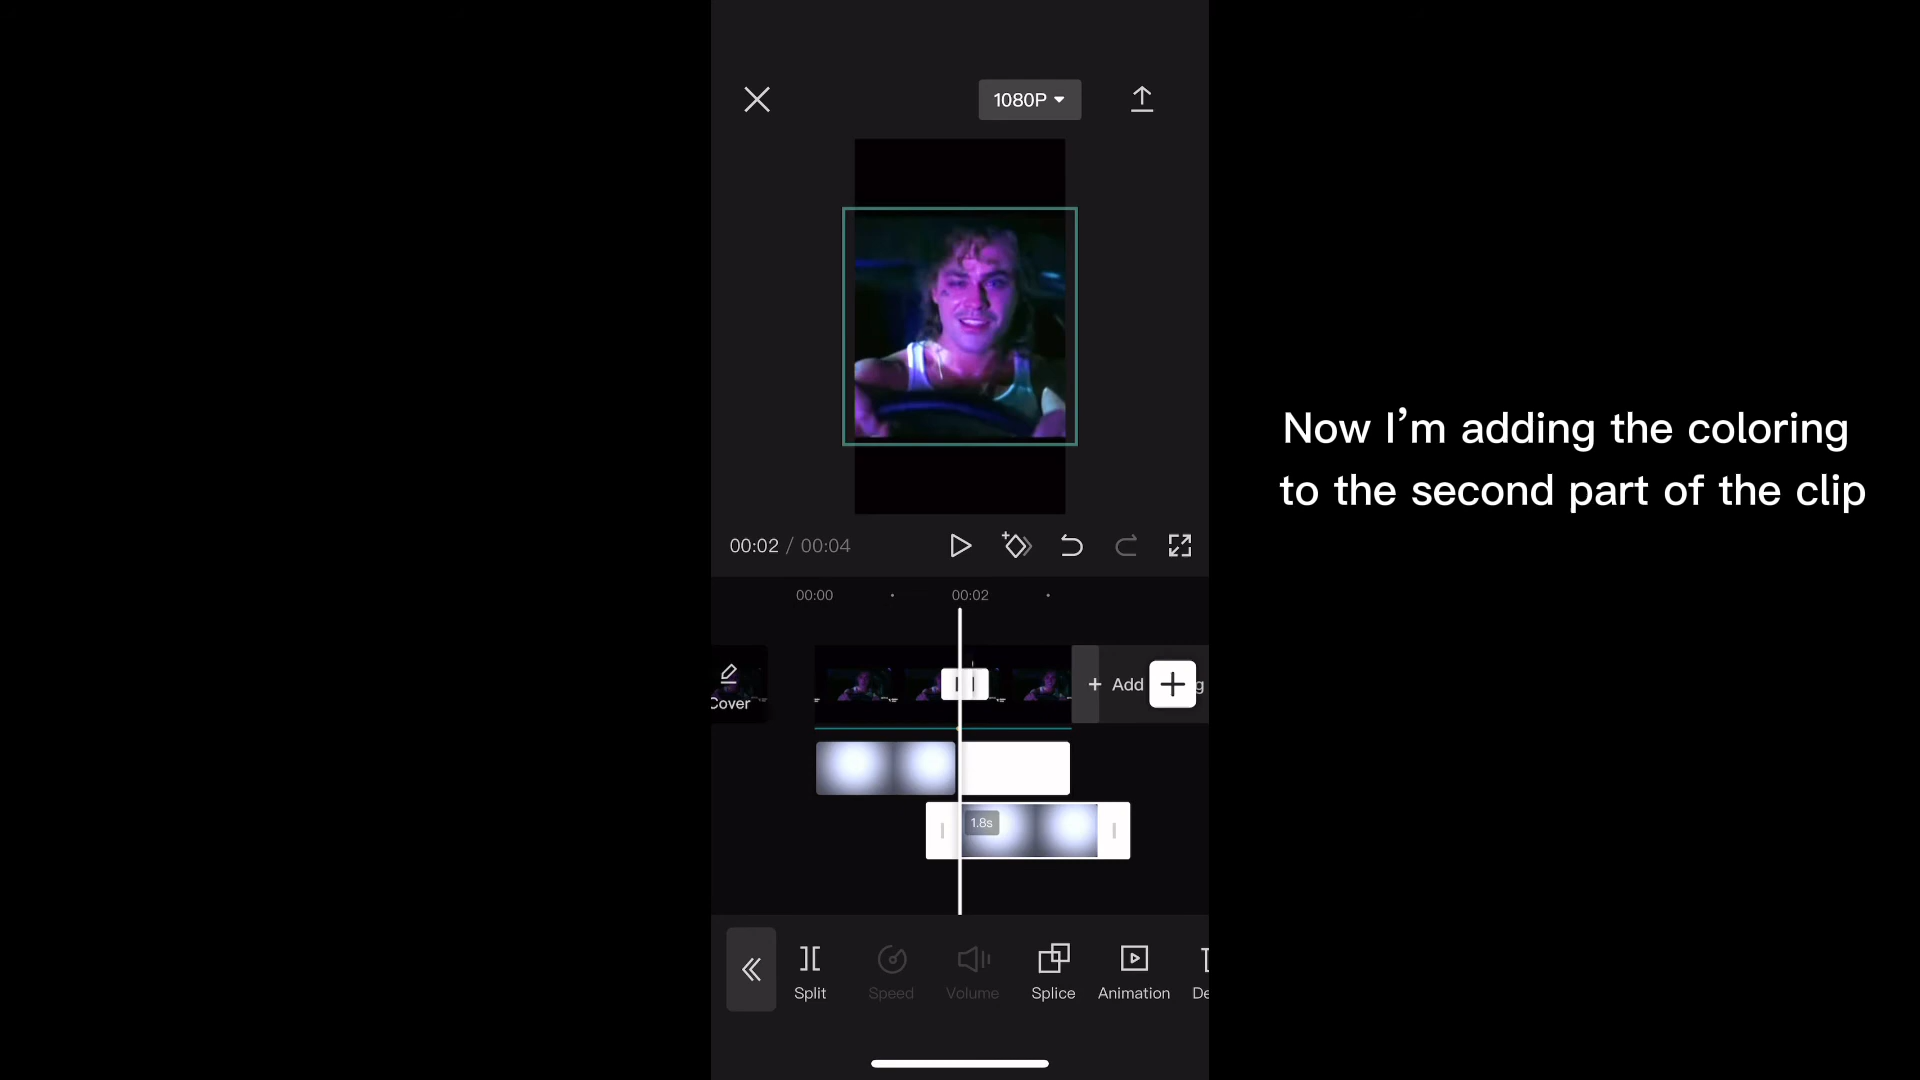 1080P
Now I'm adding the coloring
to the second part of the clip
00:02 / 00:04
00:00
00:02
Cover
+ Add
g
1.8s
Split
Speed
Volume
Splice
Animation
De